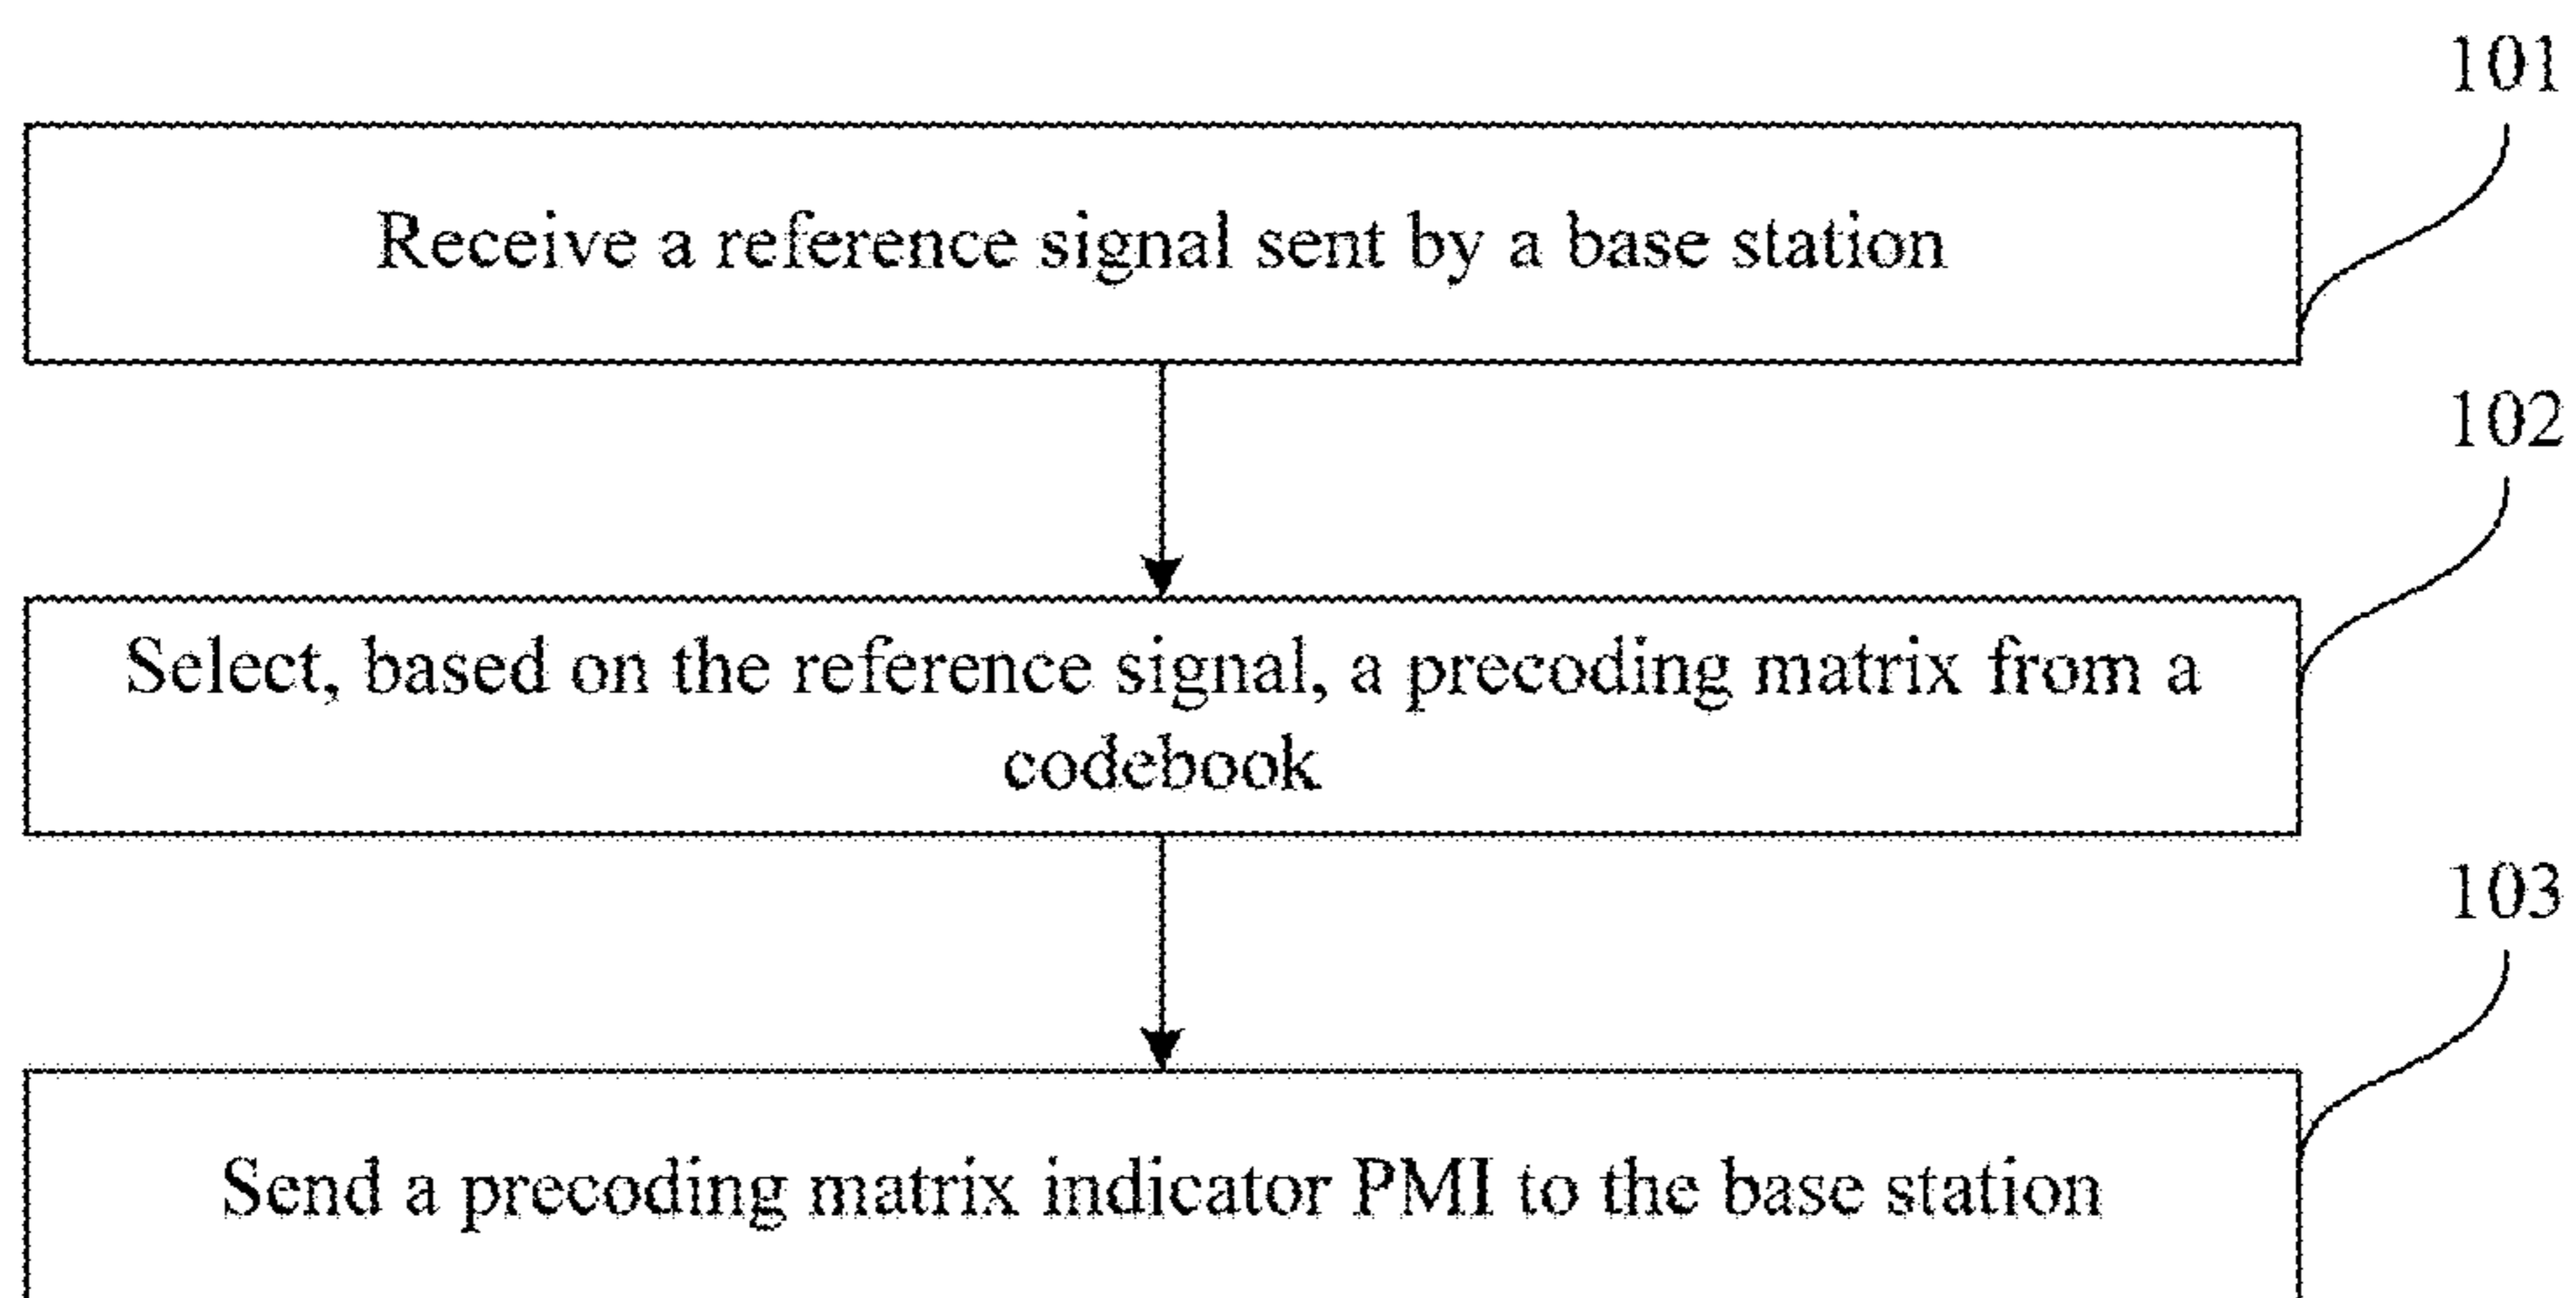 101
Receive a reference signal sent by a base station
102
Select, based on the reference signal, a precoding matrix from a
codebook
103
Send a precoding matrix indicator PMI to the base station